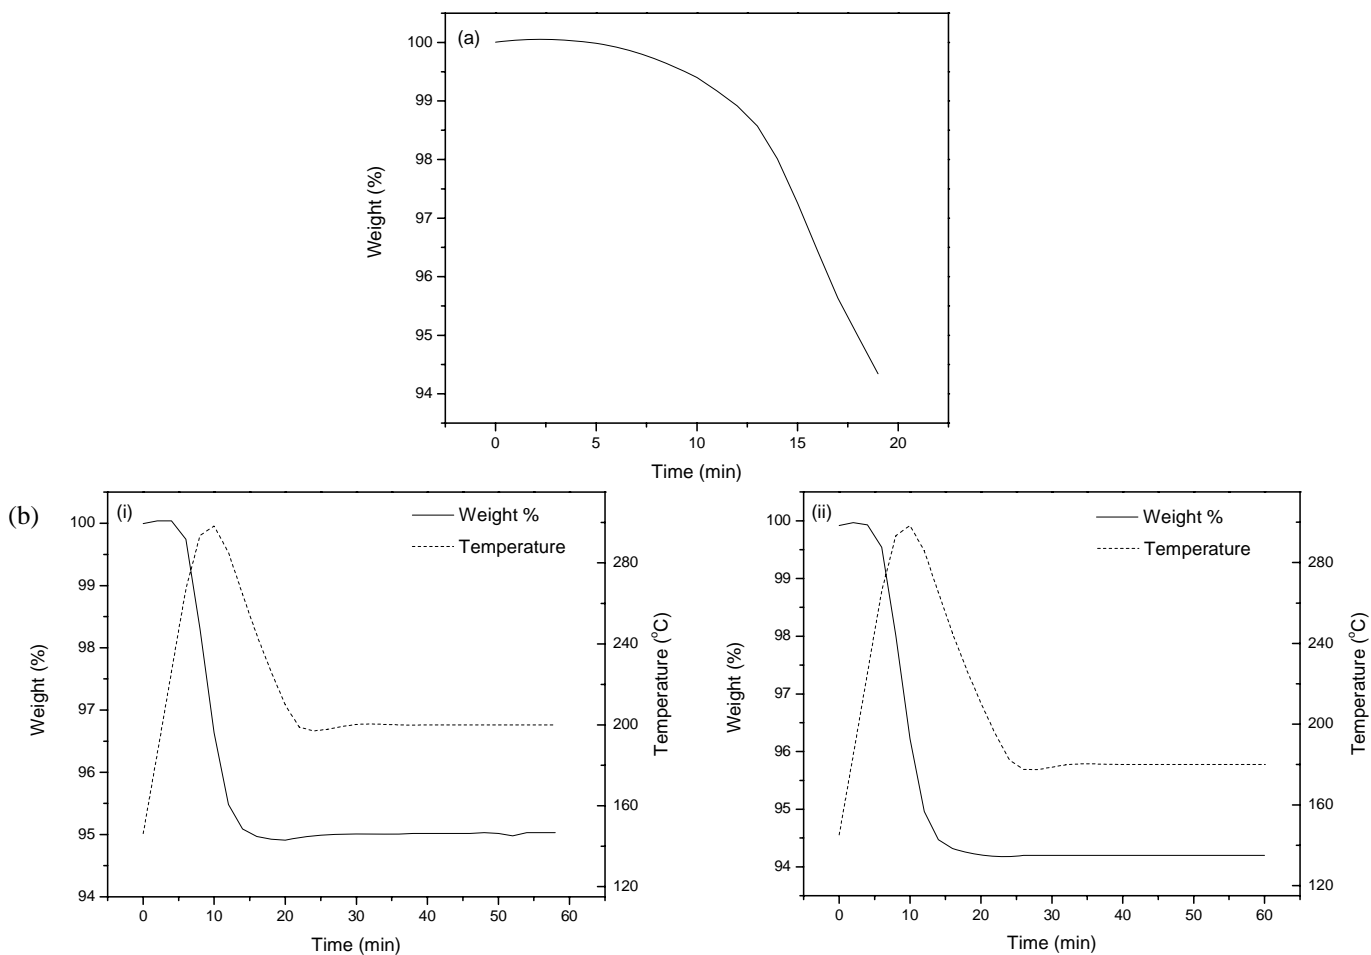 (a)
100
99
98
97
96
95
94
Weight (%)
0 5 10 15 20
Time (min)
(b)
(i)
Weight %
Temperature
100
99
98
97
96
95
94
Weight (%)
280
240
200
160
120
Temperature (°C)
0 10 20 30 40 50 60
Time (min)
(ii)
Weight %
Temperature
100
99
98
97
96
95
94
Weight (%)
280
240
200
160
120
Temperature (°C)
0 10 20 30 40 50 60
Time (min)